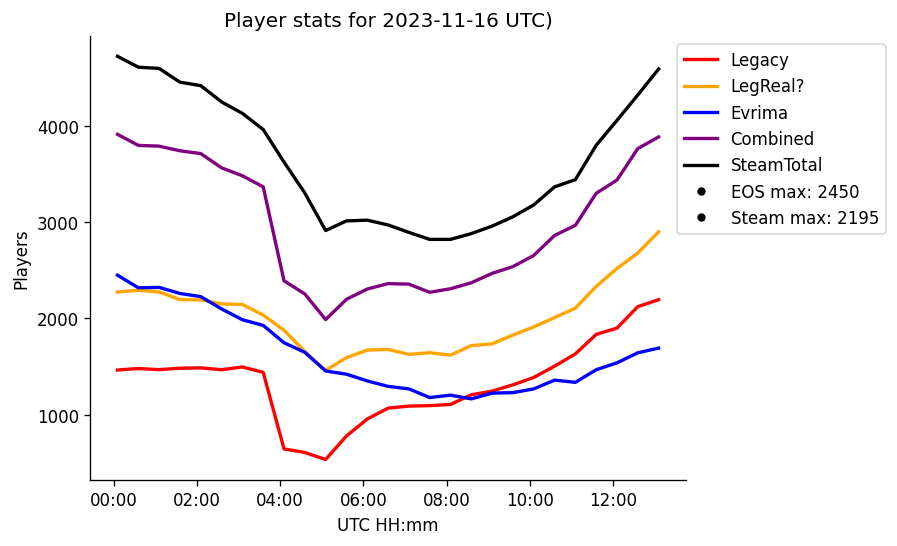 Player stats for 2023-11-16 UTC)
Legacy
LegReal?
Evrima
Combined
SteamTotal
EOS max: 2450
Steam max: 2195
Players
4000
3000
2000
1000
00:00 02:00 04:00 06:00 08:00 10:00 12:00
UTC HH:mm